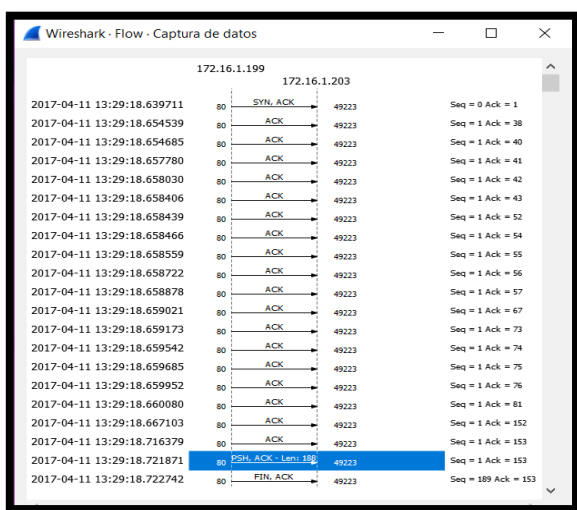 Wireshark · Flow · Captura de datos
172.16.1.199
172.16.1.203
2017-04-11 13:29:18.639711 80 SYN, ACK 49223 Seq = 0 Ack = 1
2017-04-11 13:29:18.654539 80 ACK 49223 Seq = 1 Ack = 38
2017-04-11 13:29:18.654685 80 ACK 49223 Seq = 1 Ack = 40
2017-04-11 13:29:18.657780 80 ACK 49223 Seq = 1 Ack = 41
2017-04-11 13:29:18.658030 80 ACK 49223 Seq = 1 Ack = 42
2017-04-11 13:29:18.658406 80 ACK 49223 Seq = 1 Ack = 43
2017-04-11 13:29:18.658439 80 ACK 49223 Seq = 1 Ack = 52
2017-04-11 13:29:18.658466 80 ACK 49223 Seq = 1 Ack = 54
2017-04-11 13:29:18.658559 80 ACK 49223 Seq = 1 Ack = 55
2017-04-11 13:29:18.658722 80 ACK 49223 Seq = 1 Ack = 56
2017-04-11 13:29:18.658878 80 ACK 49223 Seq = 1 Ack = 57
2017-04-11 13:29:18.659021 80 ACK 49223 Seq = 1 Ack = 67
2017-04-11 13:29:18.659173 80 ACK 49223 Seq = 1 Ack = 73
2017-04-11 13:29:18.659542 80 ACK 49223 Seq = 1 Ack = 74
2017-04-11 13:29:18.659685 80 ACK 49223 Seq = 1 Ack = 75
2017-04-11 13:29:18.659952 80 ACK 49223 Seq = 1 Ack = 76
2017-04-11 13:29:18.660080 80 ACK 49223 Seq = 1 Ack = 81
2017-04-11 13:29:18.667103 80 ACK 49223 Seq = 1 Ack = 152
2017-04-11 13:29:18.716379 80 ACK 49223 Seq = 1 Ack = 153
2017-04-11 13:29:18.721871 80 PSH, ACK - Len: 188 49223 Seq = 1 Ack = 153
2017-04-11 13:29:18.722742 80 FIN, ACK 49223 Seq = 189 Ack = 153